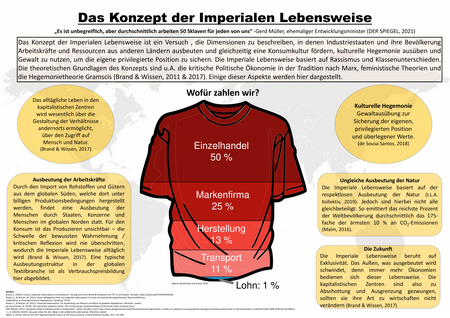 Das Konzept der Imperialen Lebensweise
„Es ist unbegreiflich, aber durchschnittlich arbeiten 50 Sklaven für jeden von uns" -Gerd Müller, ehemaliger Entwicklungsminister (DER SPIEGEL, 2021)
Das Konzept der Imperialen Lebensweise ist ein Versuch , die Dimensionen zu beschreiben, in denen Industriestaaten und ihre Bevölkerung
Arbeitskräfte und Ressourcen aus anderen Ländern ausbeuten und gleichzeitig eine Konsumkultur fördern, kulturelle Hegemonie ausüben und
Gewalt zu nutzen, um die eigene privilegierte Position zu sichern. Die Imperiale Lebensweise basiert auf Rassismus und Klassenunterschieden.
Die theoretischen Grundlagen des Konzepts sind u.A. die kritische Politische Ökonomie in der Tradition nach Marx, feministische Theorien und
die Hegemonietheorie Gramscis (Brand & Wissen, 2011 & 2017). Einige dieser Aspekte werden hier dargestellt.
Das alltägliche Leben in den
kapitalistischen Zentren
wird wesentlich über die
Gestaltung der Verhältnisse
andernorts ermöglicht,
über den Zugriff auf
Mensch und Natur.
(Brand & Wissen, 2017)
Wofür zahlen wir?
Einzelhandel
50 %
Markenfirma
25 %
Herstellung
13 %
Transport
11 %
Lohn: 1 %
Kulturelle Hegemonie
Gewaltausübung zur
Sicherung der eigenen,
privilegierten Position
und überlegener Werte.
(de Sousa Santos, 2018)
Ausbeutung der Arbeitskräfte
Durch den Import von Rohstoffen und Gütern
aus dem globalen Süden, welche dort unter
billigen Produktionsbedingungen hergestellt
werden, findet eine Ausbeutung der
Menschen durch Staaten, Konzerne und
Menschen im globalen Norden statt. Für den
Konsum ist das Produzieren unsichtbar – die
Schwelle der bewussten Wahrnehmung /
kritischen Reflexion wird nie überschritten,
wodurch die Imperiale Lebensweise alltäglich
wird (Brand & Wissen, 2017). Eine typische
Ausbeutungsstruktur in der globalen
Textilbranche ist als Verbrauchspreisbildung
hier abgebildet.
Ungleiche Ausbeutung der Natur
Die Imperiale Lebensweise basiert auf der
respektlosen Ausbeutung der Natur (I.L.A.
Kollektiv, 2019). Jedoch sind hierbei nicht alle
gleichbeteiligt: So emittiert das reichste Prozent
der Weltbevölkerung durchschnittlich das 175-
fache der ärmsten 10 % an CO₂-Emissionen
(Malm, 2016).
Die Zukunft
Die Imperiale Lebensweise beruht auf
Exklusivität. Das Außen, was ausgebeutet wird
schwindet, denn immer mehr Ökonomien
bedienen sich dieser Lebensweise. Die
kapitalistischen Zentren sind also zu
Abschottung und Ausgrenzung gezwungen,
sollten sie ihre Art zu wirtschaften nicht
verändern (Brand & Wissen, 2017)